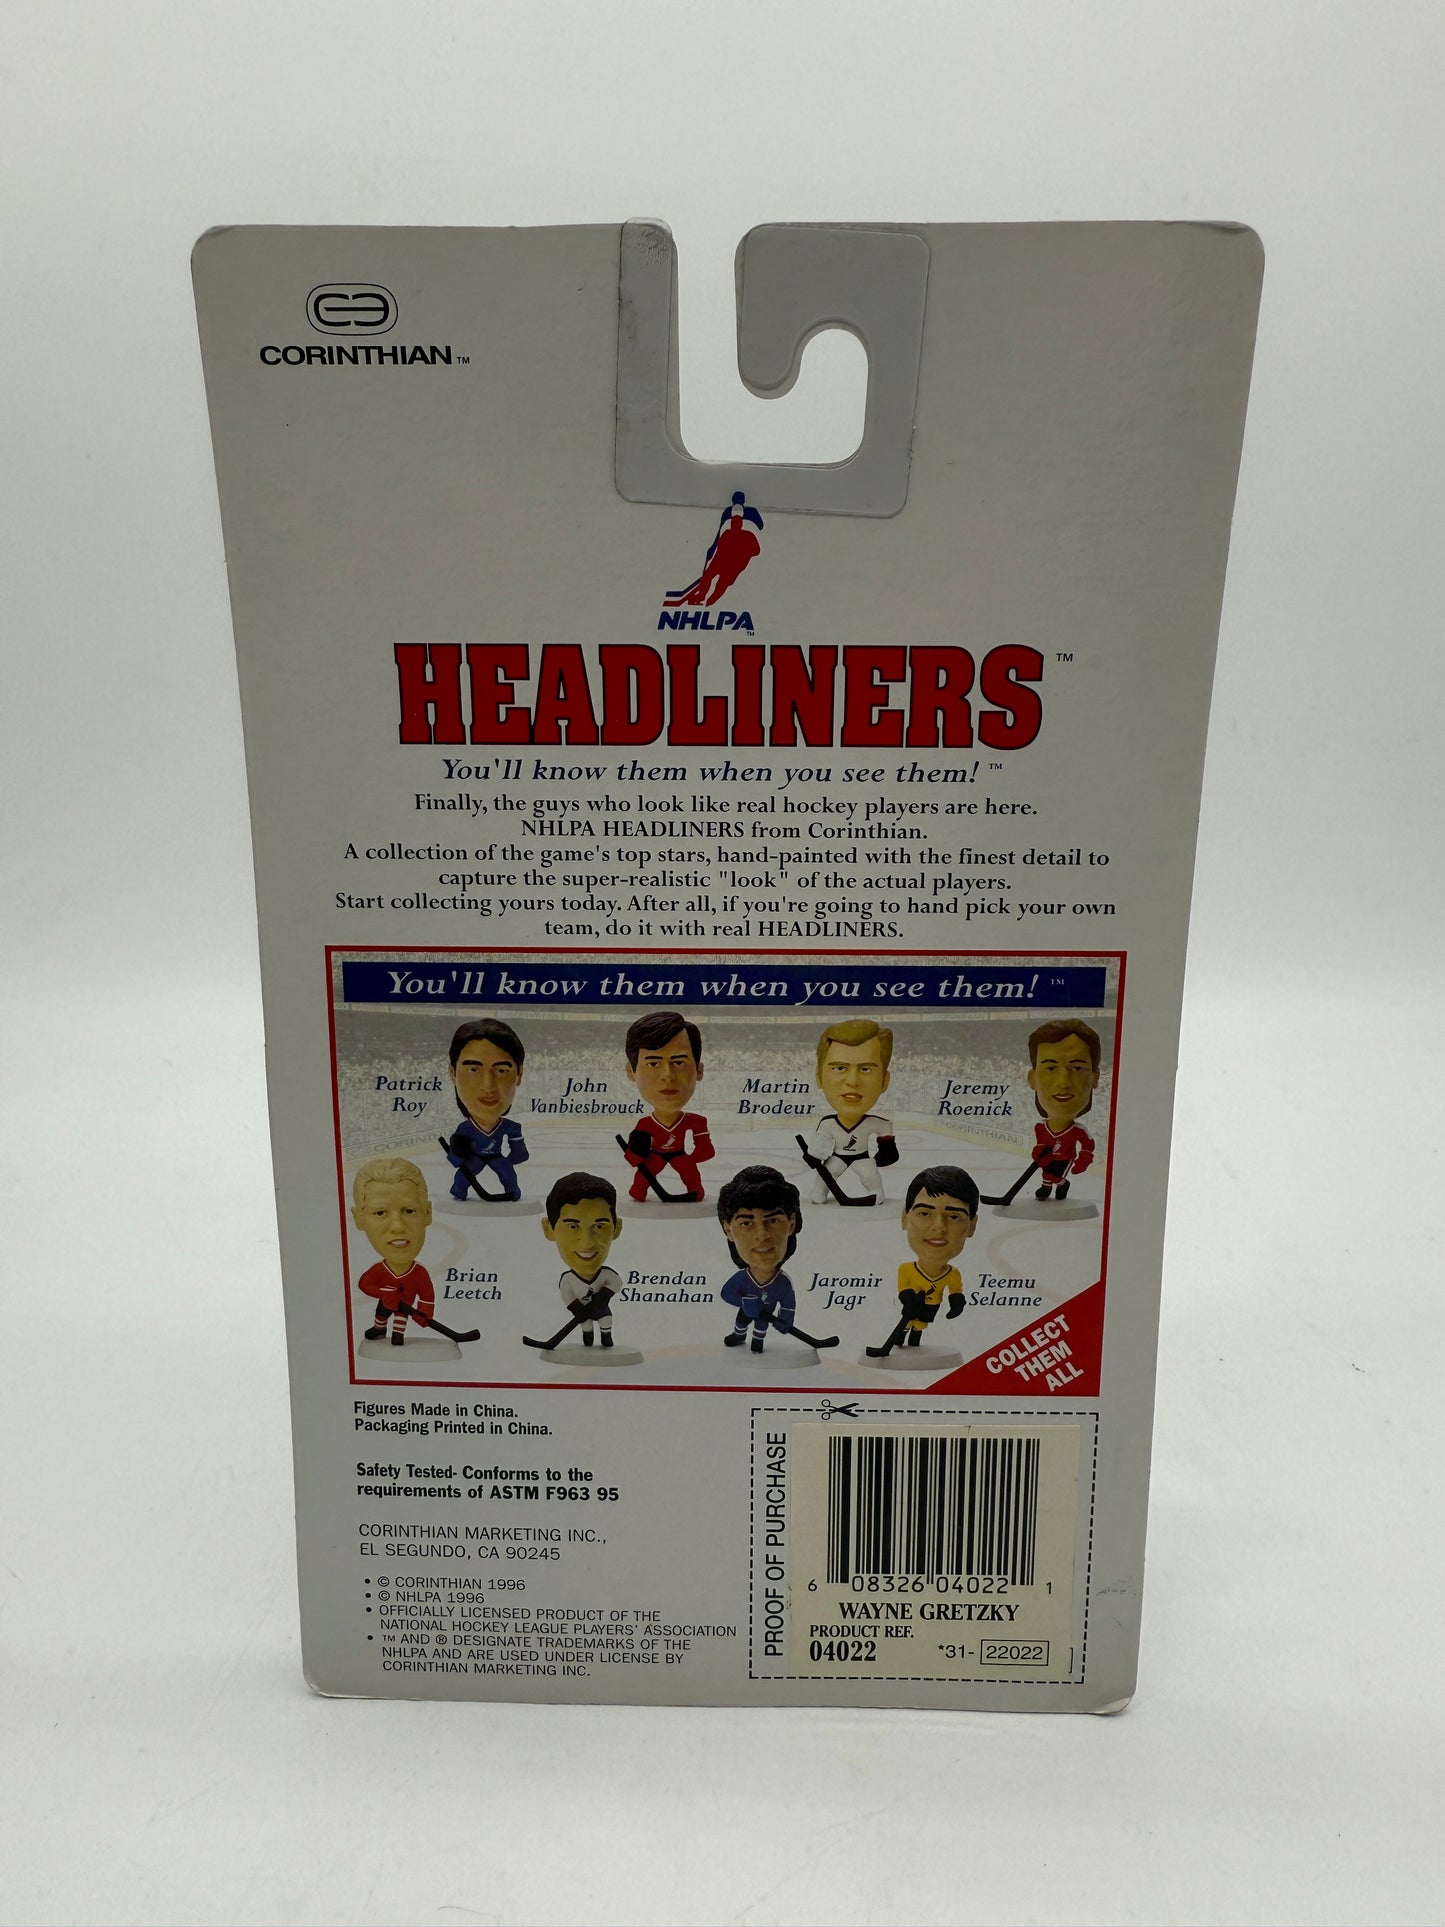 CORINTHIAN™
NHLPA™
HEADLINERS™
You'll know them when you see them!™
Finally, the guys who look like real hockey players are here.
NHLPA HEADLINERS from Corinthian.
A collection of the game's top stars, hand-painted with the finest detail to
capture the super-realistic "look" of the actual players.
Start collecting yours today. After all, if you're going to hand pick your own
team, do it with real HEADLINERS.
You'll know them when you see them!™
Patrick
Roy
John
Vanbiesbrouck
Martin
Brodeur
Jeremy
Roenick
Brian
Leetch
Brendan
Shanahan
Jaromir
Jagr
Teemu
Selanne
COLLECT
THEM
ALL
Figures Made in China.
Packaging Printed in China.
Safety Tested- Conforms to the
requirements of ASTM F963 95
CORINTHIAN MARKETING INC.,
EL SEGUNDO, CA 90245
• © CORINTHIAN 1996
• © NHLPA 1996
• OFFICIALLY LICENSED PRODUCT OF THE
NATIONAL HOCKEY LEAGUE PLAYERS' ASSOCIATION
• ™ AND ® DESIGNATE TRADEMARKS OF THE
NHLPA AND ARE USED UNDER LICENSE BY
CORINTHIAN MARKETING INC.
PROOF OF PURCHASE
6 08326 04022 1
WAYNE GRETZKY
PRODUCT REF.
04022 *31- 22022